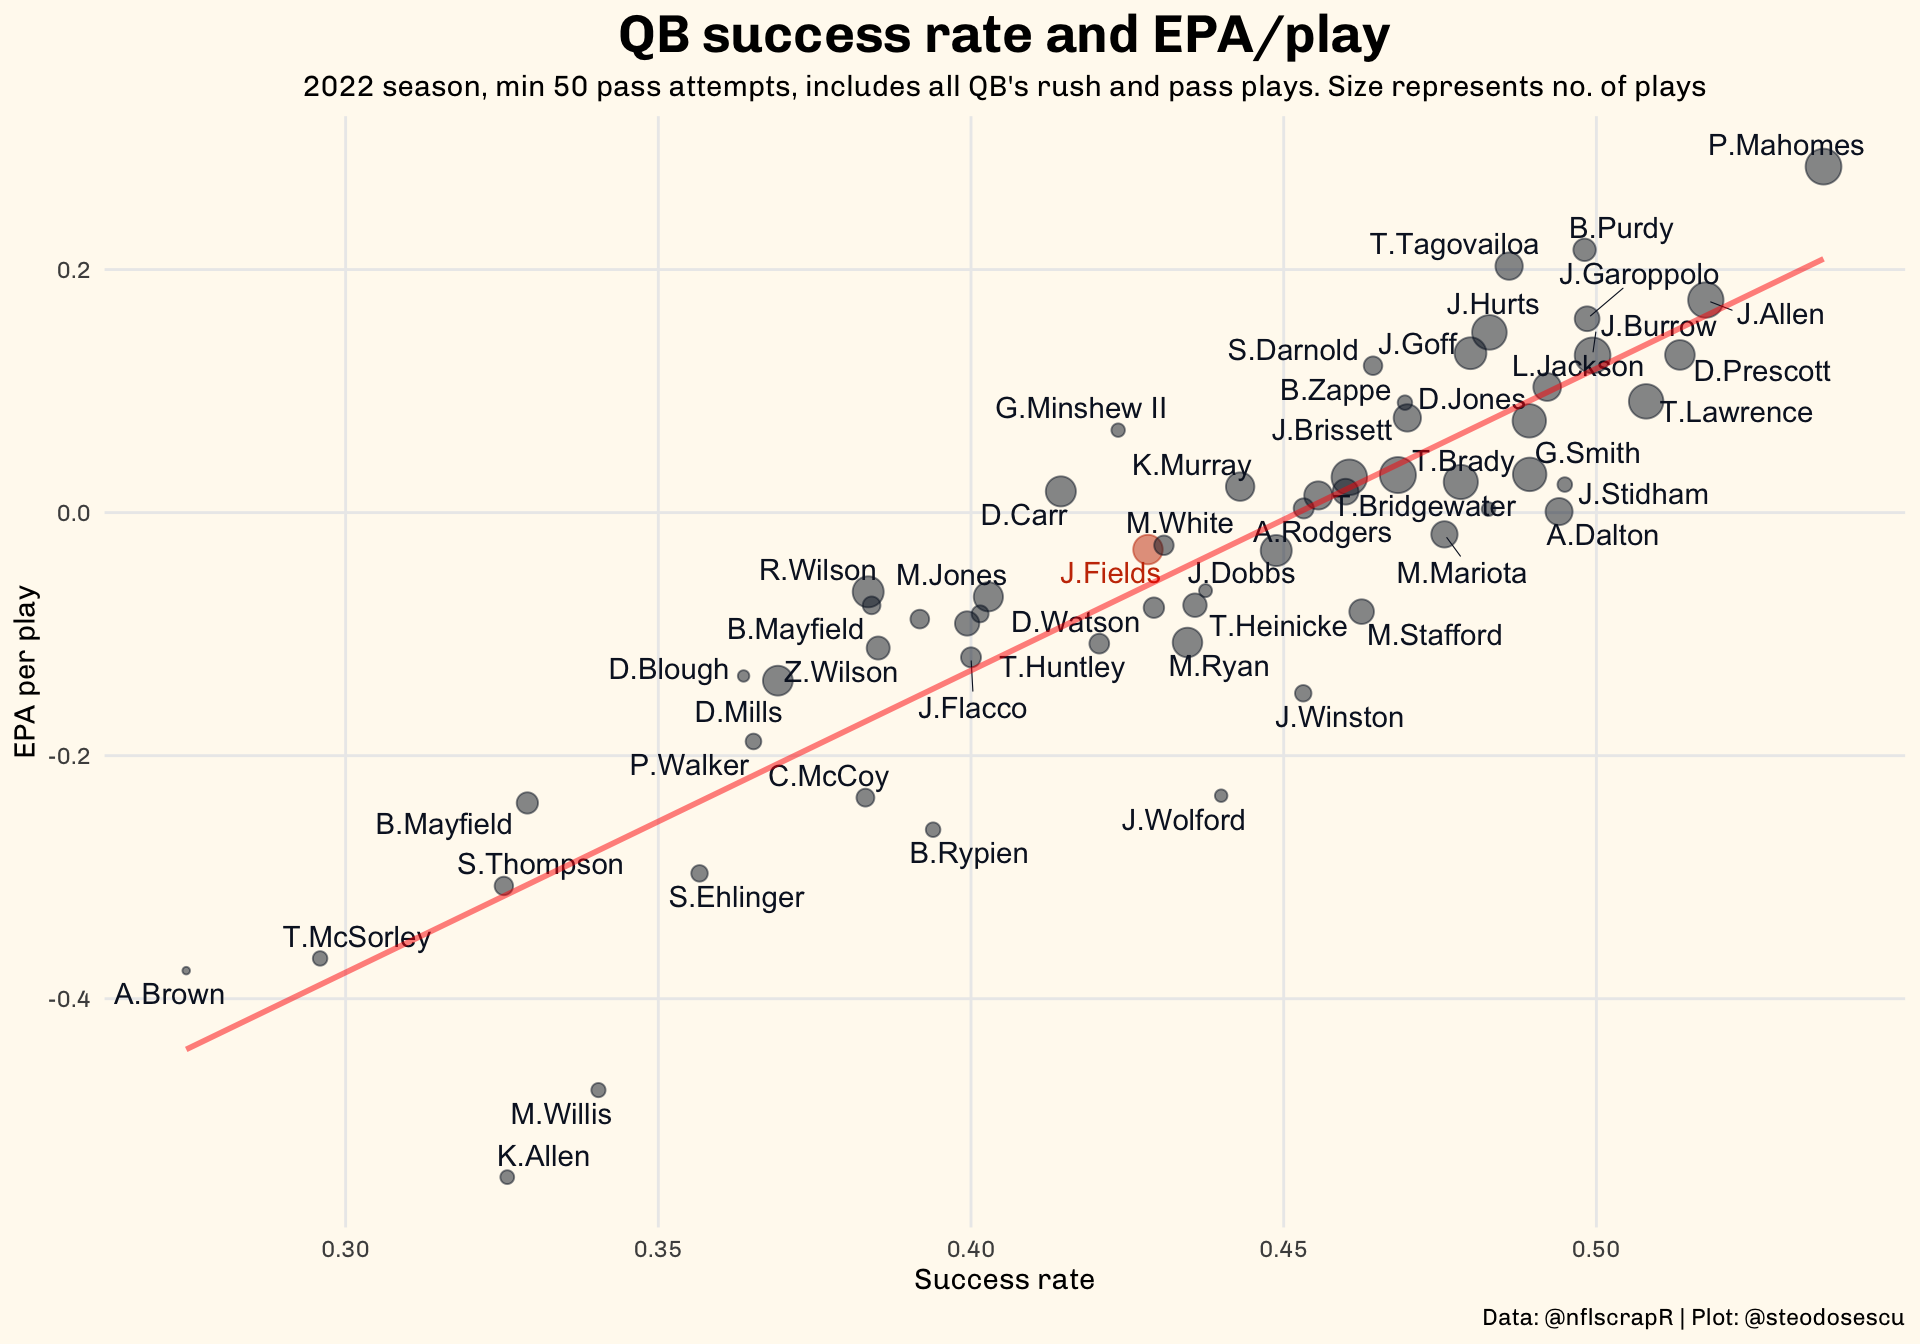 QB success rate and EPA/play
2022 season, min 50 pass attempts, includes all QB's rush and pass plays. Size represents no. of plays
P.Mahomes
B.Purdy
T.Tagovailoa
J.Garoppolo
J.Hurts
J.Allen
J.Burrow
S.Darnold
J.Goff
L.Jackson
D.Prescott
B.Zappe
D.Jones
G.Minshew II
T.Lawrence
J.Brissett
G.Smith
T.Brady
K.Murray
J.Stidham
T.Bridgewater
D.Carr
M.White
A.Rodgers
A.Dalton
R.Wilson
M.Jones
J.Fields
J.Dobbs
M.Mariota
B.Mayfield
D.Watson
T.Heinicke
M.Stafford
D.Blough
Z.Wilson
T.Huntley
M.Ryan
D.Mills
J.Flacco
J.Winston
P.Walker
C.McCoy
B.Mayfield
J.Wolford
S.Thompson
B.Rypien
S.Ehlinger
T.McSorley
A.Brown
M.Willis
K.Allen
0.2
0.0
-0.2
-0.4
EPA per play
0.30
0.35
0.40
0.45
0.50
Success rate
Data: @nflscrapR | Plot: @steodosescu